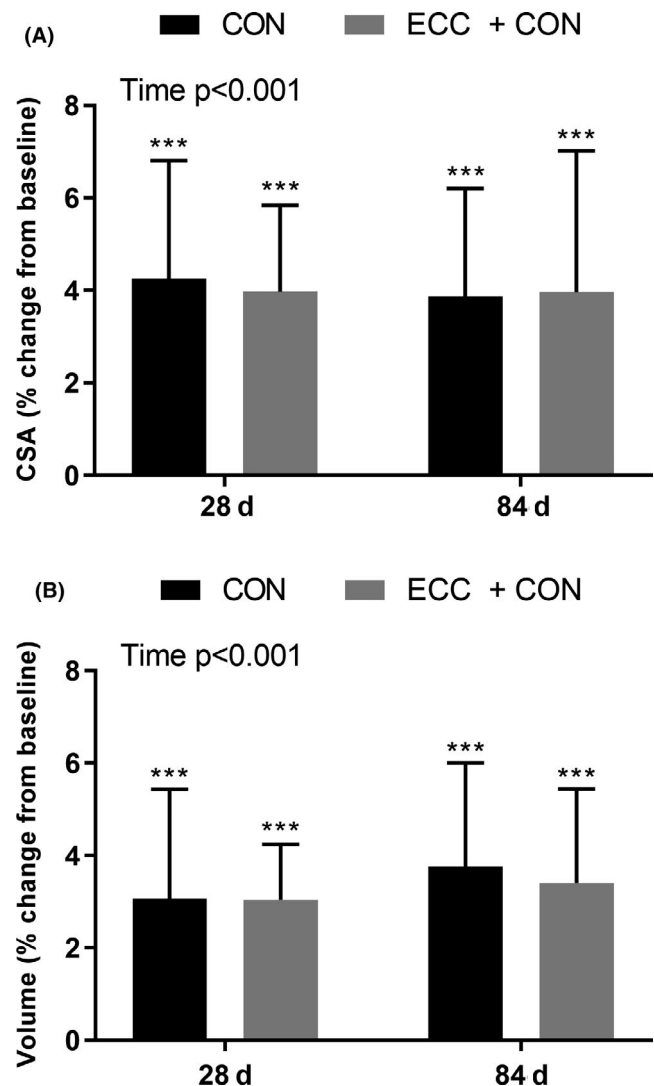 (A) CON ECC + CON
Time p<0.001
CSA (% change from baseline)
8
6
4
2
0
*** *** *** ***
28 d 84 d
(B) CON ECC + CON
Time p<0.001
Volume (% change from baseline)
8
6
4
2
0
*** *** *** ***
28 d 84 d